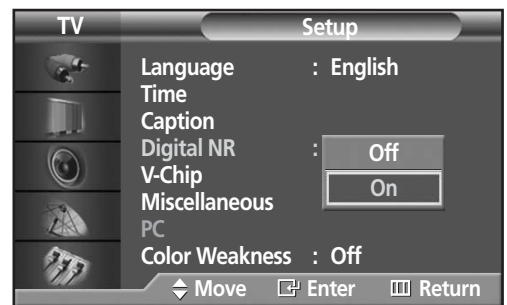 TV
Setup
Language : English
Time
Caption
Digital NR : Off
On
V-Chip
Miscellaneous
PC
Color Weakness : Off
Move Enter Return